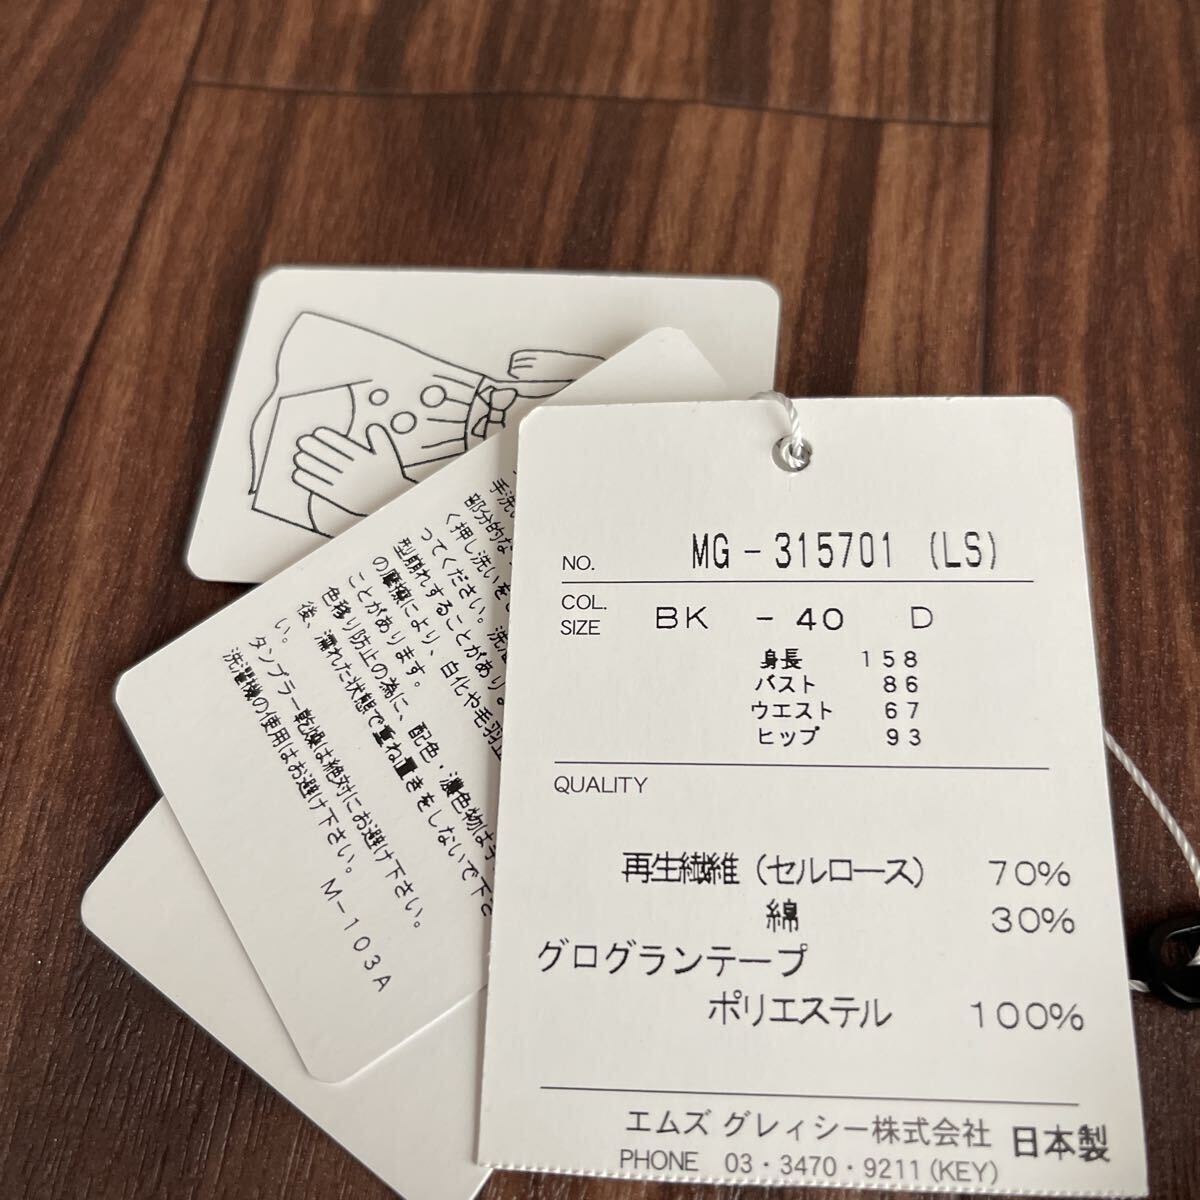 NO. MG-315701 (LS)
COL.
SIZE BK -40 D
身長 158
バスト 86
ウエスト 67
ヒップ 93
QUALITY
再生繊維(セルロース) 70%
綿 30%
グログランテープ
ポリエステル 100%
エムズ グレィシー株式会社 日本製
PHONE 03・3470・9211(KEY)
手洗い
部分的な
く押し洗いを
ってください。
型崩れすることがあり
の摩擦により、白化や毛羽立
ことがあります。
色移り防止の為に、配色・濃色物は手
後、濡れた状態で重ね置きをしないで下さ
い。
タンブラー乾燥は絶対にお避け下さい。
洗濯機の使用はお避け下さい。 M-103A